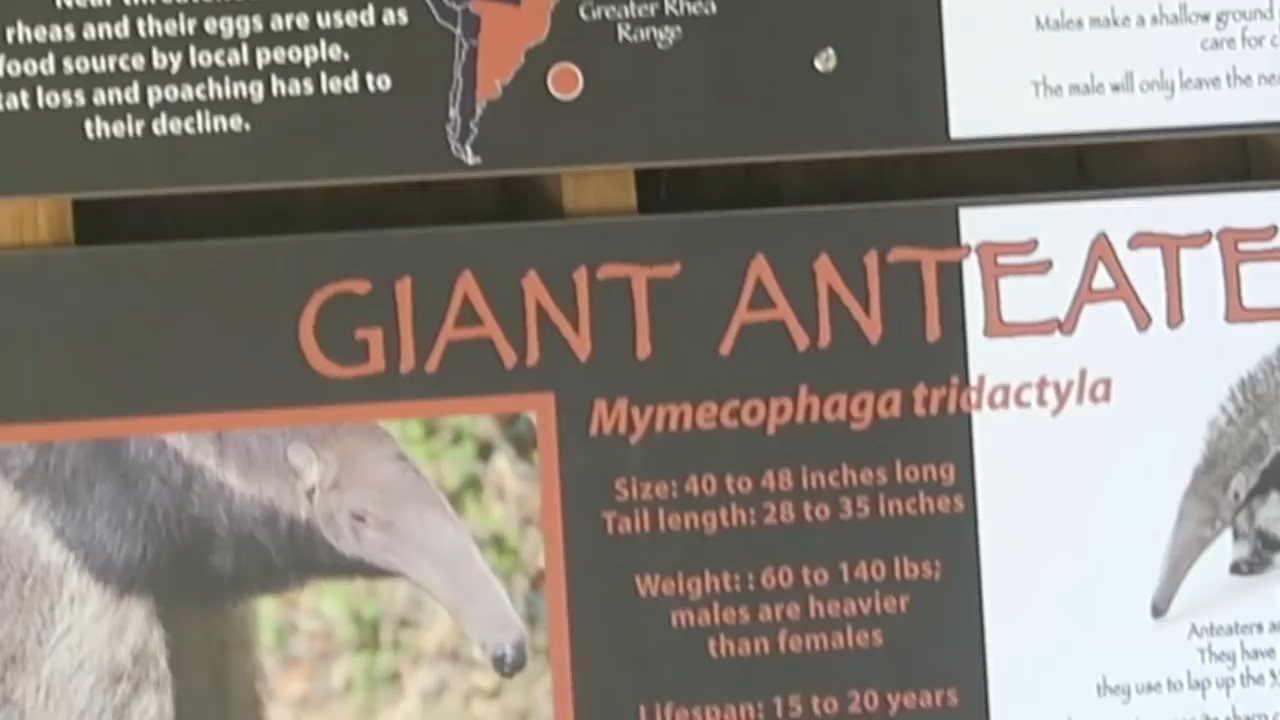 rheas and their eggs are used as
food source by local people.
loss and poaching has led to
their decline.
Greater Rhea
Range
Males make a shallow ground
care for
The male will only leave the
GIANT ANTEATE
Mymecophaga tridactyla
Size: 40 to 48 inches long
Tail length: 28 to 35 inches
Weight: : 60 to 140 lbs;
males are heavier
than females
Lifespan: 15 to 20 years
Anteaters
They have
they use to lap up the